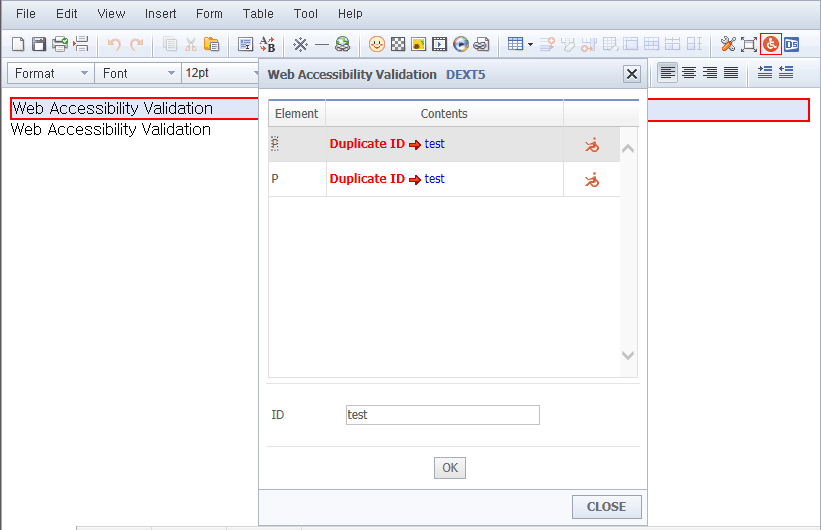 File Edit View Insert Form Table Tool Help
A B D5
Format Font 12pt
Web Accessibility Validation
Web Accessibility Validation
Web Accessibility Validation DEXT5
Element Contents
P Duplicate ID test
P Duplicate ID test
ID test
OK
CLOSE